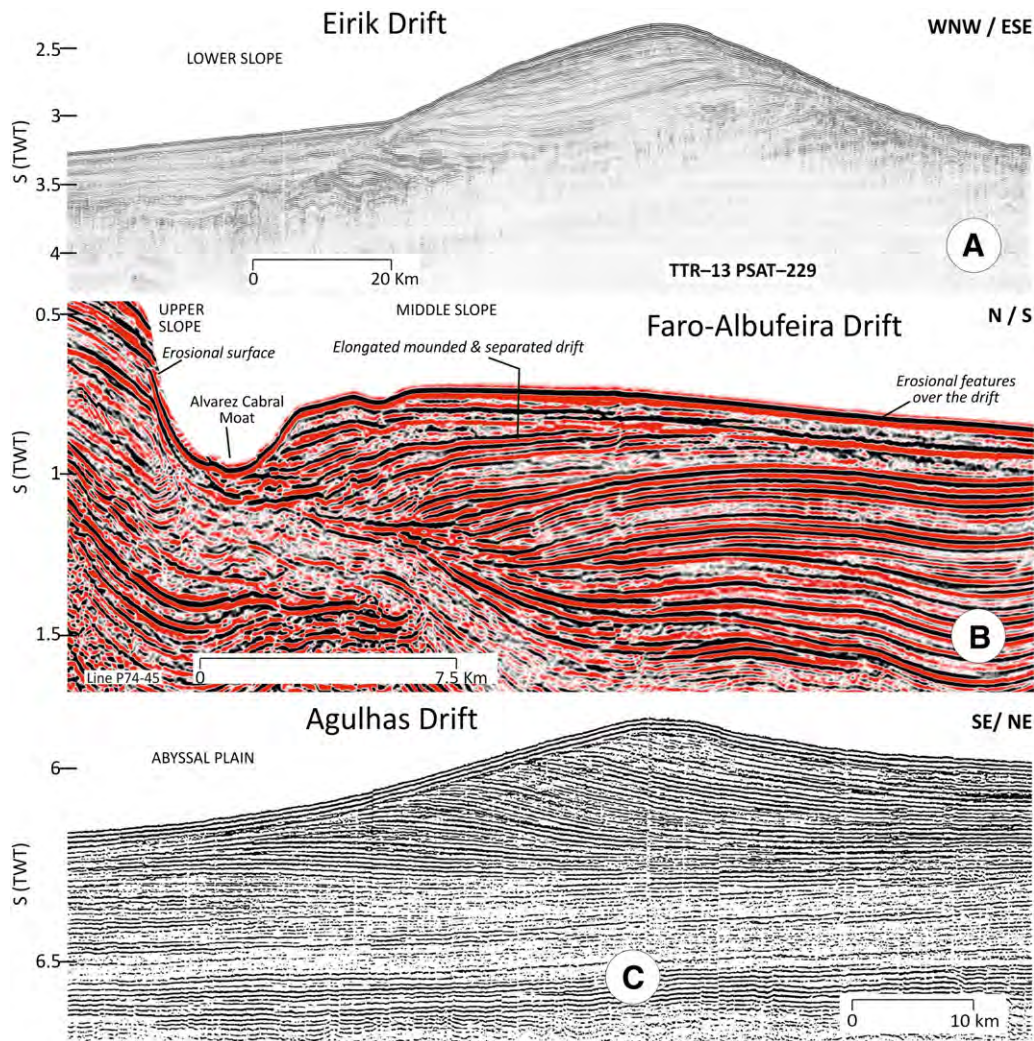 Eirik Drift
WNW / ESE
LOWER SLOPE
2.5
3
3.5
4
S (TWT)
0
20 Km
TTR–13 PSAT–229
A
0.5
UPPER
SLOPE
MIDDLE SLOPE
N / S
Faro-Albufeira Drift
Erosional surface
Elongated mounded & separated drift
Alvarez Cabral
Moat
Erosional features
over the drift
1
1.5
S (TWT)
Line P74-45
0
7.5 Km
B
Agulhas Drift
SE/ NE
ABYSSAL PLAIN
6
6.5
S (TWT)
C
0
10 km